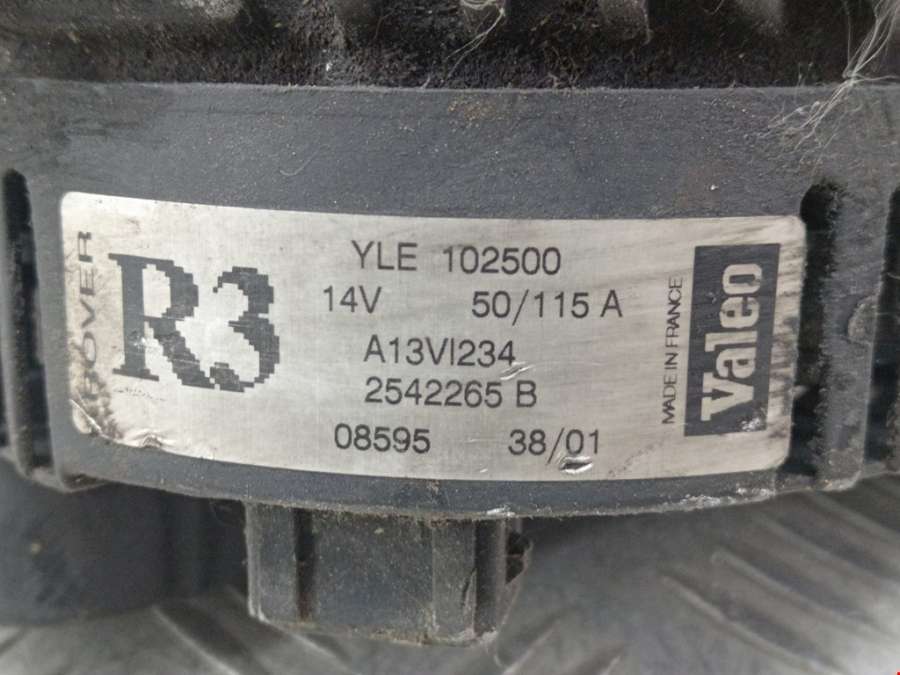 ROVER
R3
YLE 102500
14V 50/115 A
A13VI234
2542265 B
08595 38/01
MADE IN FRANCE
Valeo